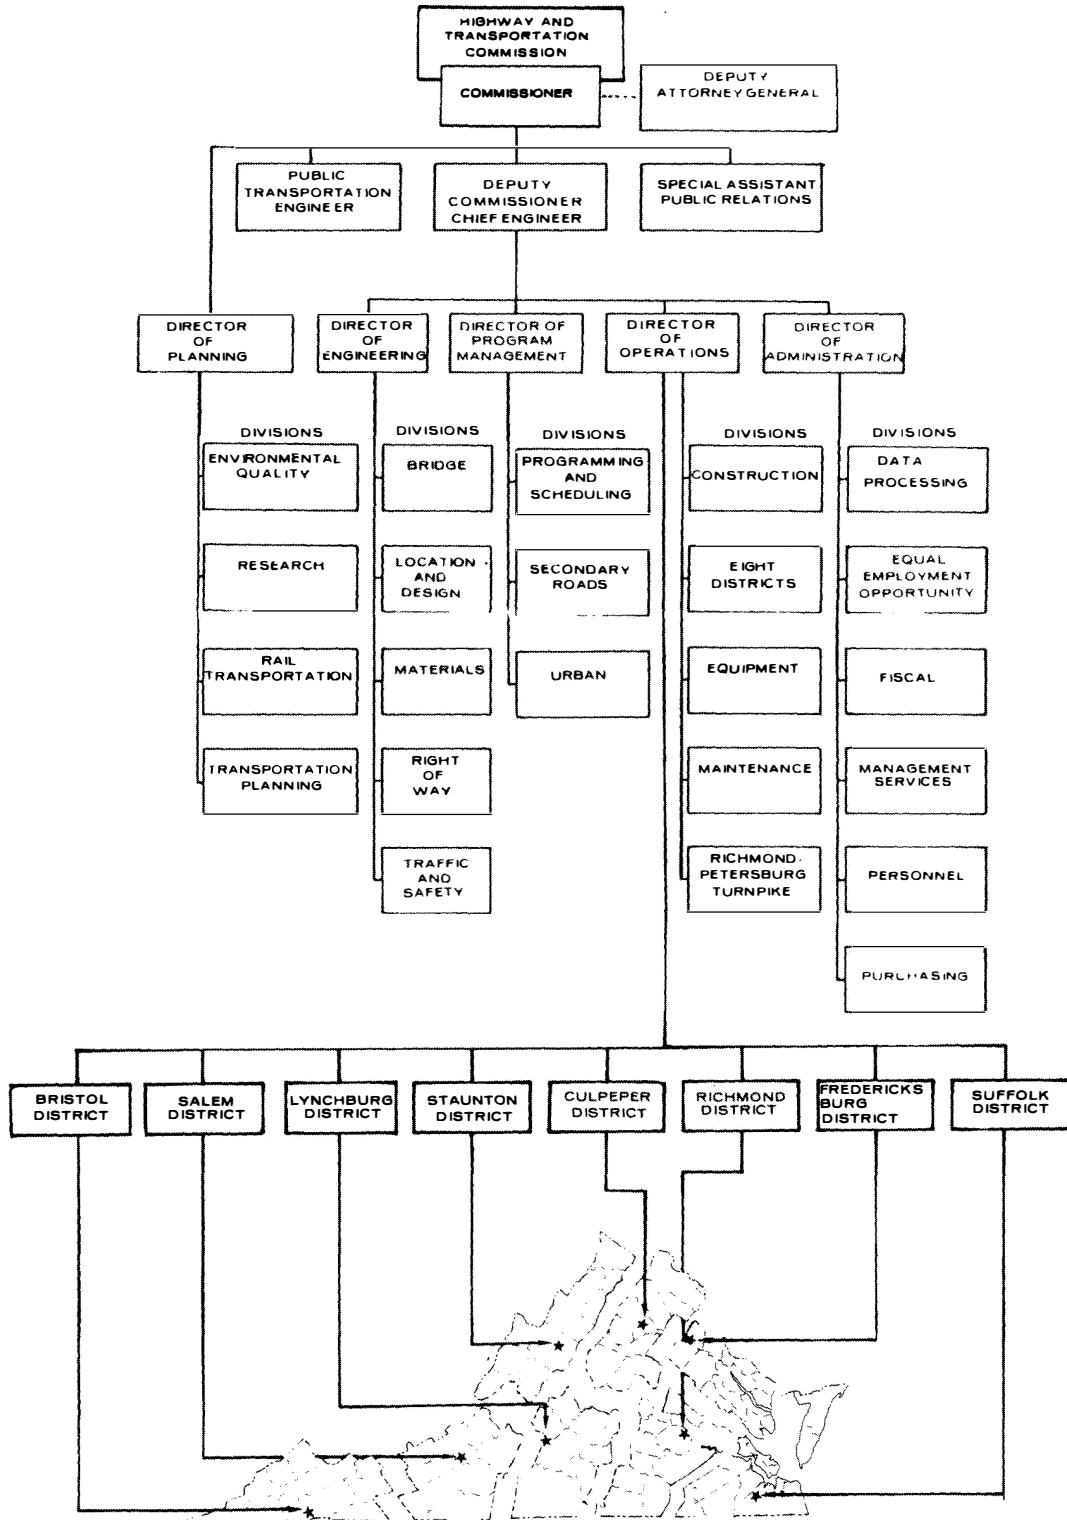 HIGHWAY AND
TRANSPORTATION
COMMISSION
COMMISSIONER
DEPUTY
ATTORNEY GENERAL
PUBLIC
TRANSPORTATION
ENGINEER
DEPUTY
COMMISSIONER
CHIEF ENGINEER
SPECIAL ASSISTANT
PUBLIC RELATIONS
DIRECTOR
OF
PLANNING
DIRECTOR
OF
ENGINEERING
DIRECTOR OF
PROGRAM
MANAGEMENT
DIRECTOR
OF
OPERATIONS
DIRECTOR
OF
ADMINISTRATION
DIVISIONS
ENVIRONMENTAL
QUALITY
RESEARCH
RAIL
TRANSPORTATION
TRANSPORTATION
PLANNING
DIVISIONS
BRIDGE
LOCATION
AND
DESIGN
MATERIALS
RIGHT
OF
WAY
TRAFFIC
AND
SAFETY
DIVISIONS
PROGRAMMING
AND
SCHEDULING
SECONDARY
ROADS
URBAN
DIVISIONS
CONSTRUCTION
EIGHT
DISTRICTS
EQUIPMENT
MAINTENANCE
RICHMOND-
PETERSBURG
TURNPIKE
DIVISIONS
DATA
PROCESSING
EQUAL
EMPLOYMENT
OPPORTUNITY
FISCAL
MANAGEMENT
SERVICES
PERSONNEL
PURCHASING
BRISTOL
DISTRICT
SALEM
DISTRICT
LYNCHBURG
DISTRICT
STAUNTON
DISTRICT
CULPEPER
DISTRICT
RICHMOND
DISTRICT
FREDERICKS
BURG
DISTRICT
SUFFOLK
DISTRICT